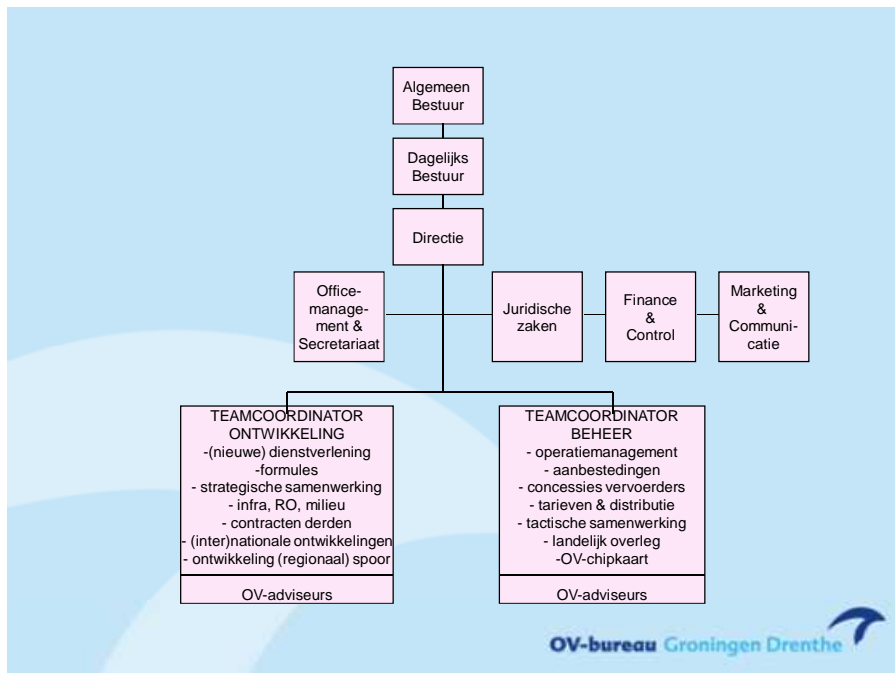 Algemeen
Bestuur
Dagelijks
Bestuur
Directie
Office-
manage-
ment &
Secretariaat
Juridische
zaken
Finance
&
Control
Marketing
&
Communi-
catie
TEAMCOORDINATOR
ONTWIKKELING
-(nieuwe) dienstverlening
-formules
- strategische samenwerking
- infra, RO, milieu
- contracten derden
- (inter)nationale ontwikkelingen
- ontwikkeling (regionaal) spoor
OV-adviseurs
TEAMCOORDINATOR
BEHEER
- operatiemanagement
- aanbestedingen
- concessies vervoerders
- tarieven & distributie
- tactische samenwerking
- landelijk overleg
-OV-chipkaart
OV-adviseurs
OV-bureau Groningen Drenthe